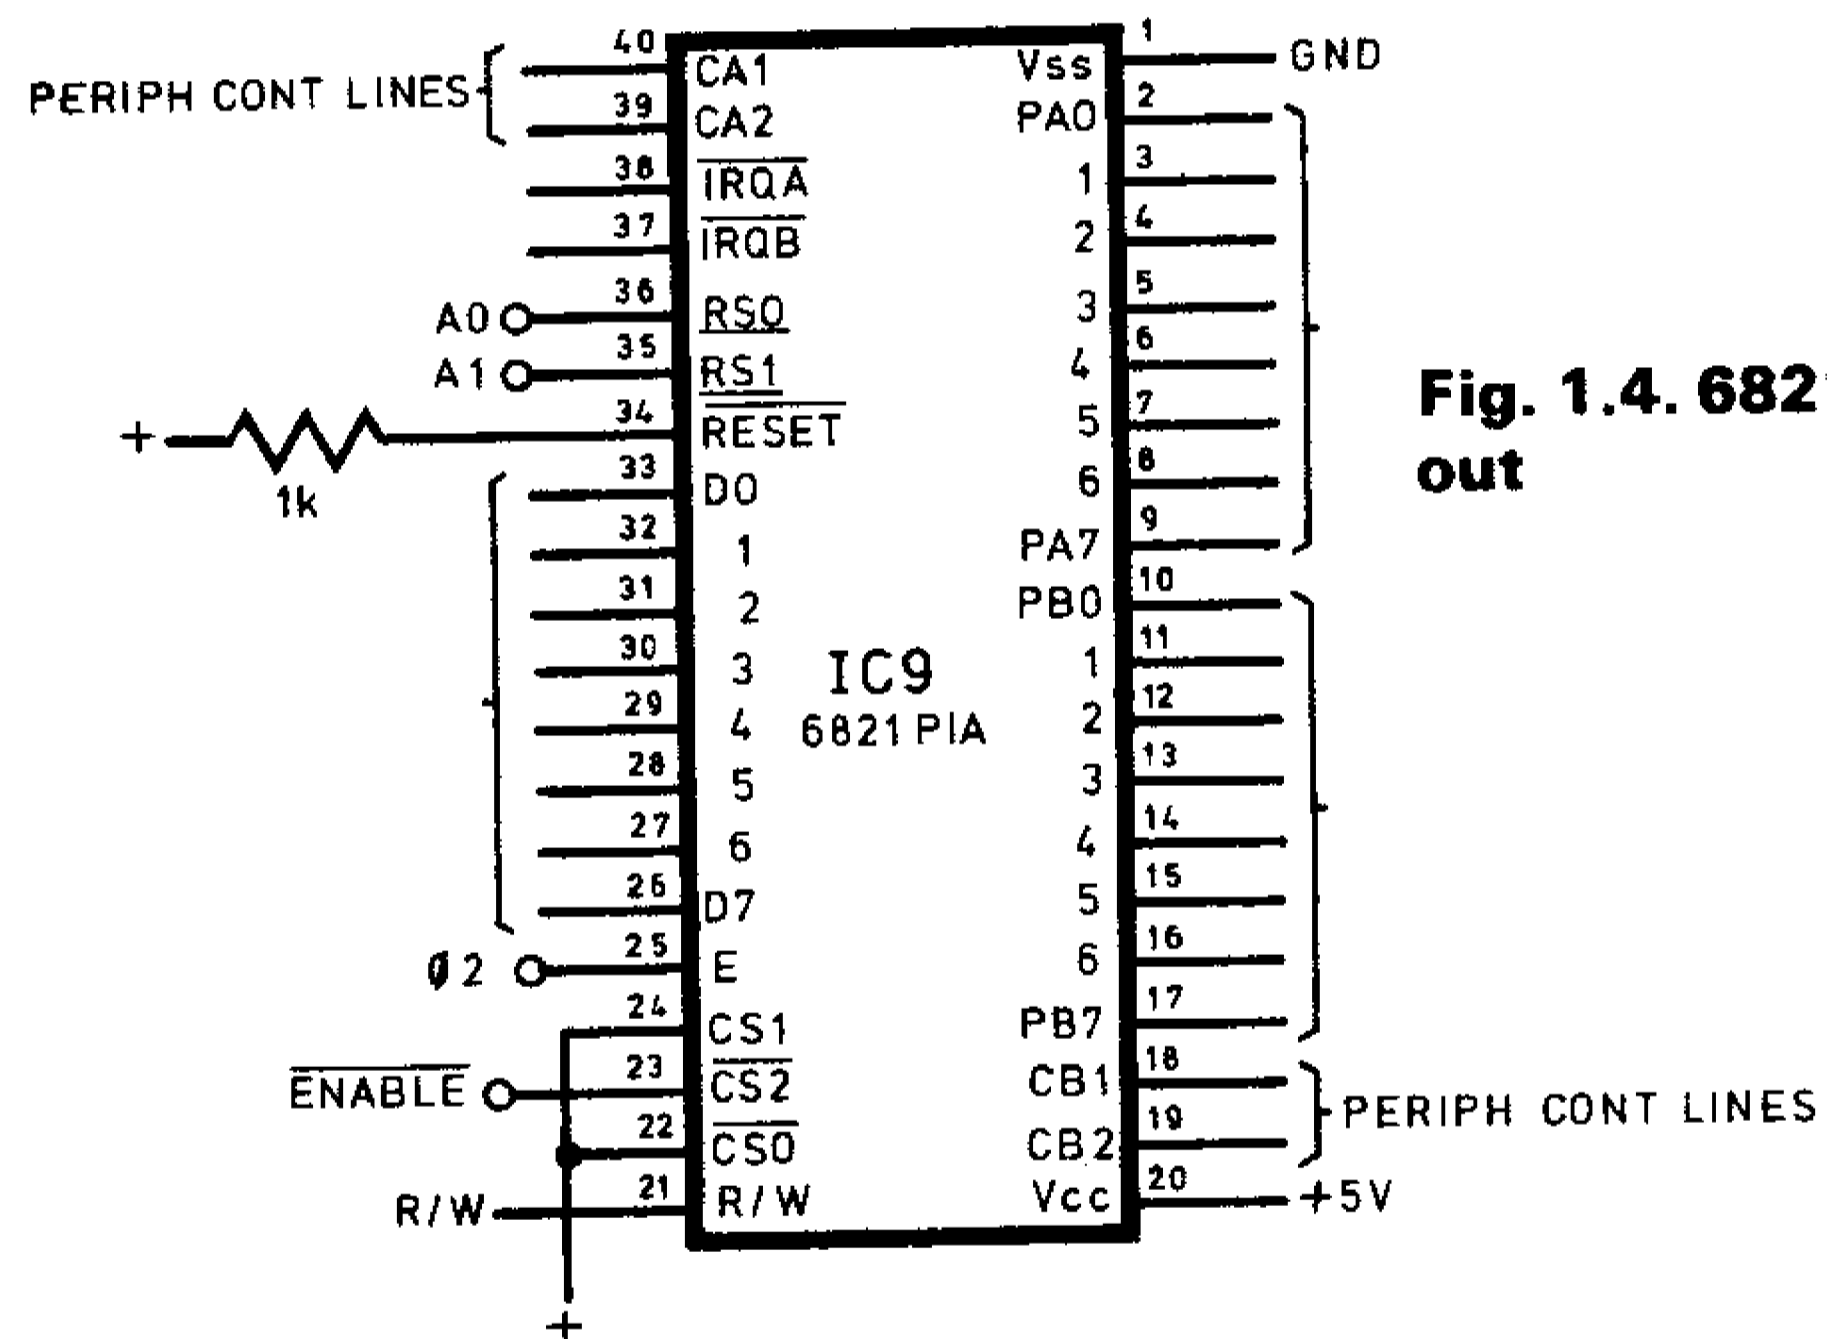 PERIPH CONT LINES
40 CA1
39 CA2
38 IRQA
37 IRQB
A0 36 RS0
A1 35 RS1
+ 1k 34 RESET
33 D0
32 1
31 2
30 3
29 4
28 5
27 6
26 D7
Ø2 25 E
24 CS1
ENABLE 23 CS2
22 CS0
R/W 21 R/W
+
IC9
6821 PIA
Vss 1 GND
PA0 2
1 3
2 4
3 5
4 6
5 7
6 8
PA7 9
PB0 10
1 11
2 12
3 13
4 14
5 15
6 16
PB7 17
CB1 18
CB2 19
PERIPH CONT LINES
Vcc 20 +5V
Fig. 1.4. 682
out